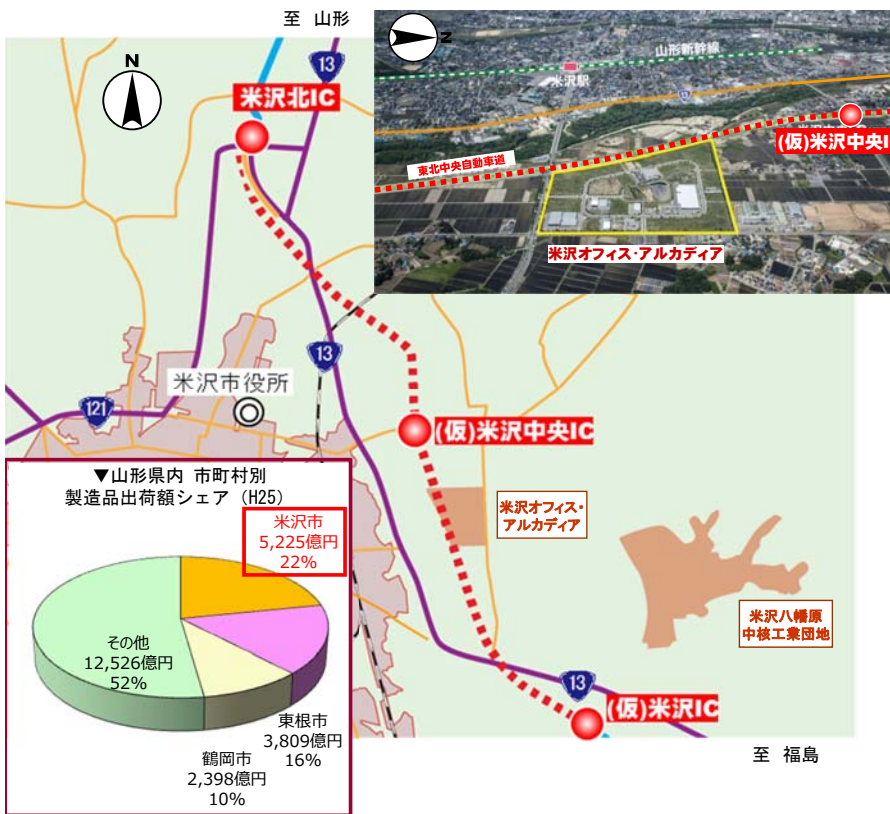 至 山形
N
13
米沢北IC
N
山形新幹線
米沢駅
13
(仮)米沢中央I
東北中央自動車道
米沢オフィス・アルカディア
13
米沢市役所
121
(仮)米沢中央IC
米沢オフィス・
アルカディア
米沢八幡原
中核工業団地
13
(仮)米沢IC
至 福島
▼山形県内 市町村別
製造品出荷額シェア (H25)
米沢市
5,225億円
22%
その他
12,526億円
52%
東根市
3,809億円
16%
鶴岡市
2,398億円
10%